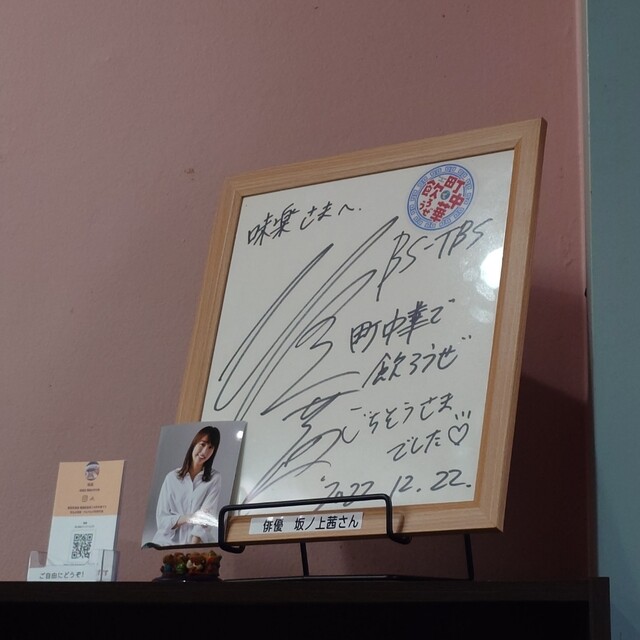 味楽さまへ.
町中華で
飲ろうぜ
BS-TBS
町中華で
飲ろうぜ
ごちそうさま
でした♡
2022.12.22.
俳優 坂ノ上茜さん
ご自由にどうぞ!